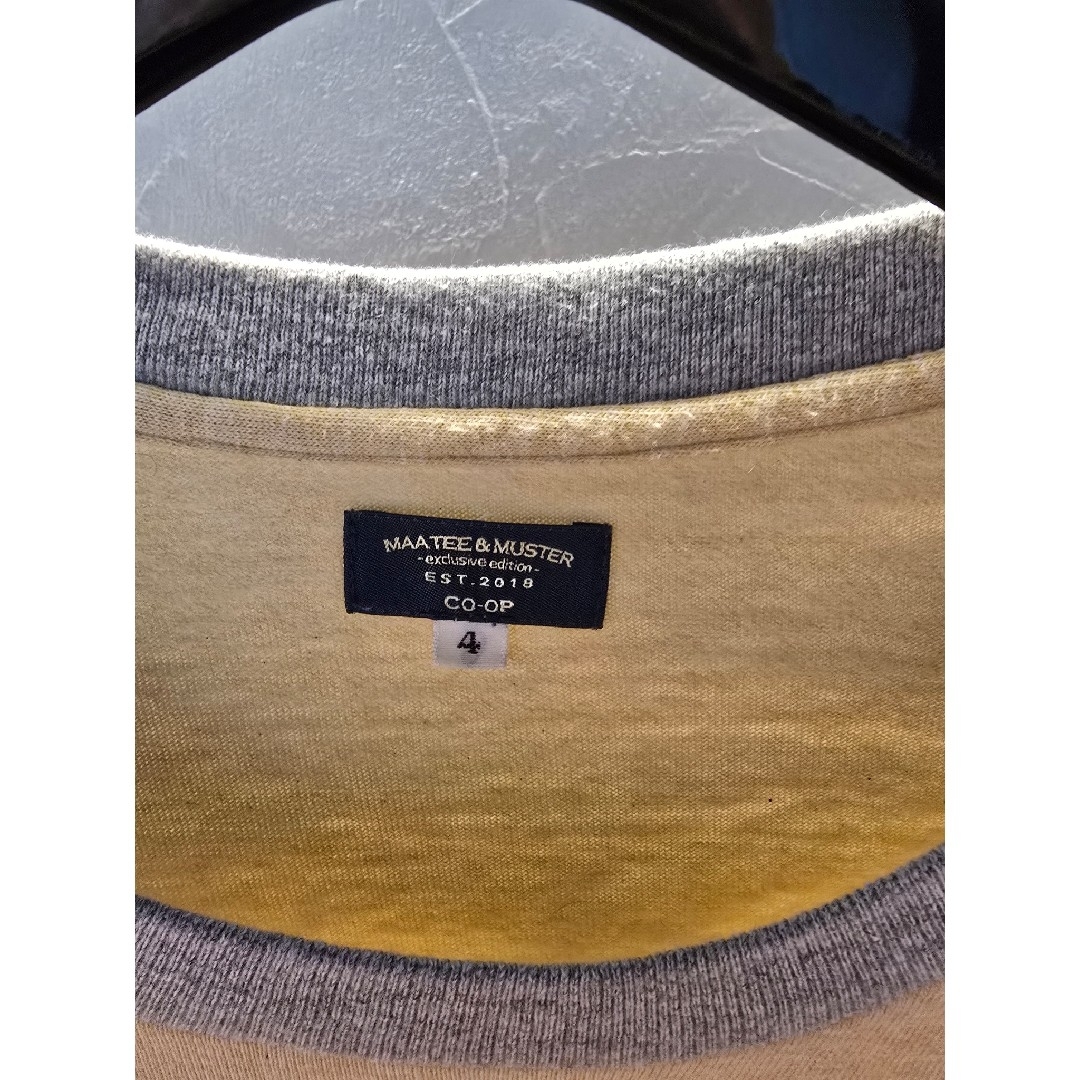 MAATEE & MUSTER
-exclusive edition-
EST.2018
CO-OP
4